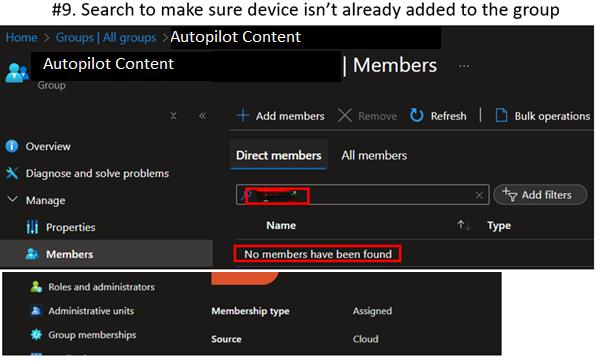 #9. Search to make sure device isn't already added to the group
Home > Groups | All groups > Autopilot Content
Autopilot Content | Members ...
Group
+ Add members Remove Refresh Bulk operations
Overview
Diagnose and solve problems
Manage
Properties
Members
Direct members All members
Add filters
Name Type
No members have been found
Roles and administrators
Administrative units
Group memberships
Membership type Assigned
Source Cloud